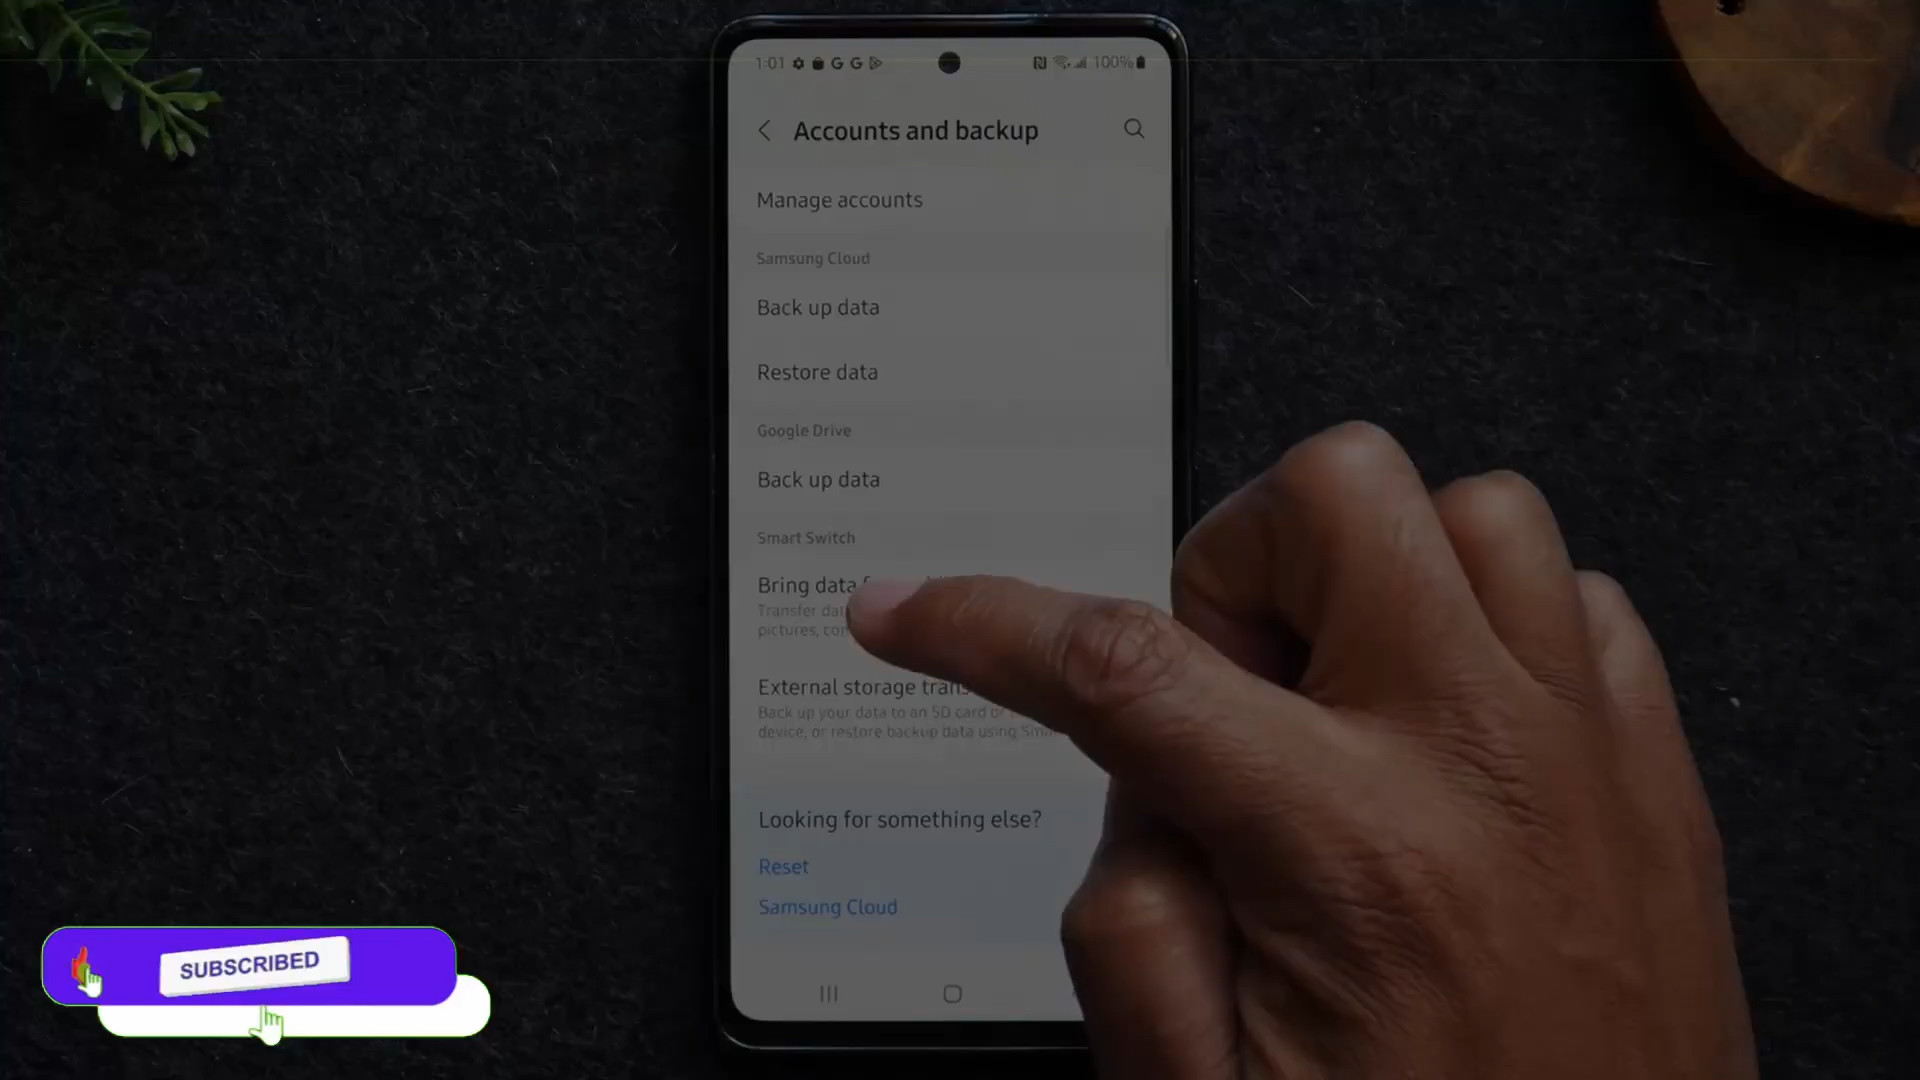 1:01 G G 100%
Accounts and backup
Manage accounts
Samsung Cloud
Back up data
Restore data
Google Drive
Back up data
Smart Switch
Bring data
Transfer
pictures,
External storage
Back up your data to an SD card
device, or restore backup data using
Looking for something else?
Reset
Samsung Cloud
SUBSCRIBED